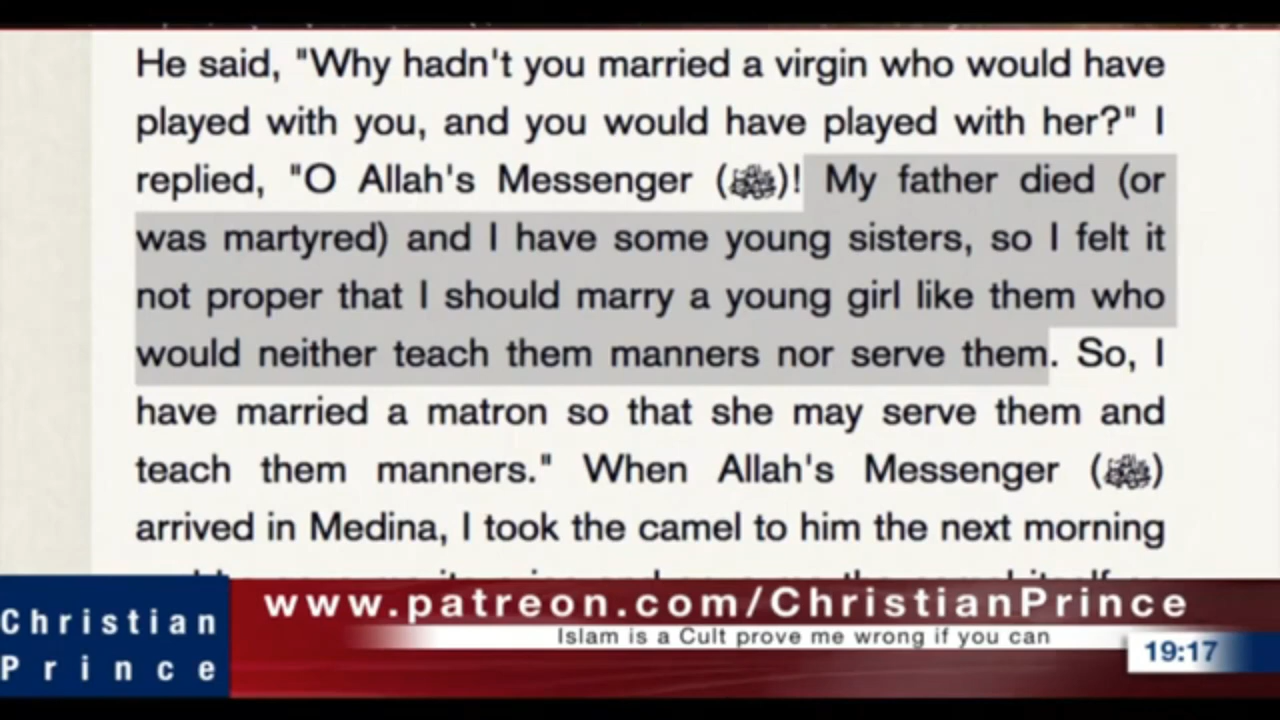 He said, "Why hadn't you married a virgin who would have
played with you, and you would have played with her?" I
replied, "O Allah's Messenger (ﷺ)! My father died (or
was martyred) and I have some young sisters, so I felt it
not proper that I should marry a young girl like them who
would neither teach them manners nor serve them. So, I
have married a matron so that she may serve them and
teach them manners." When Allah's Messenger (ﷺ)
arrived in Medina, I took the camel to him the next morning
Christian
Prince
www.patreon.com/ChristianPrince
Islam is a Cult prove me wrong if you can
19:17